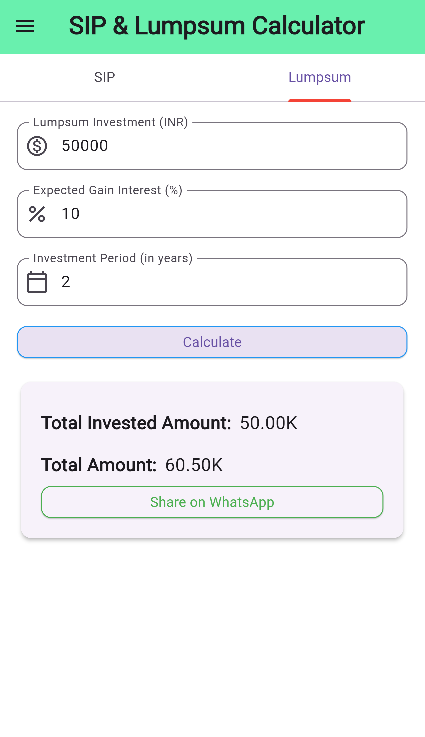 SIP & Lumpsum Calculator
SIP
Lumpsum
Lumpsum Investment (INR)
50000
Expected Gain Interest (%)
10
Investment Period (in years)
2
Calculate
Total Invested Amount: 50.00K
Total Amount: 60.50K
Share on WhatsApp